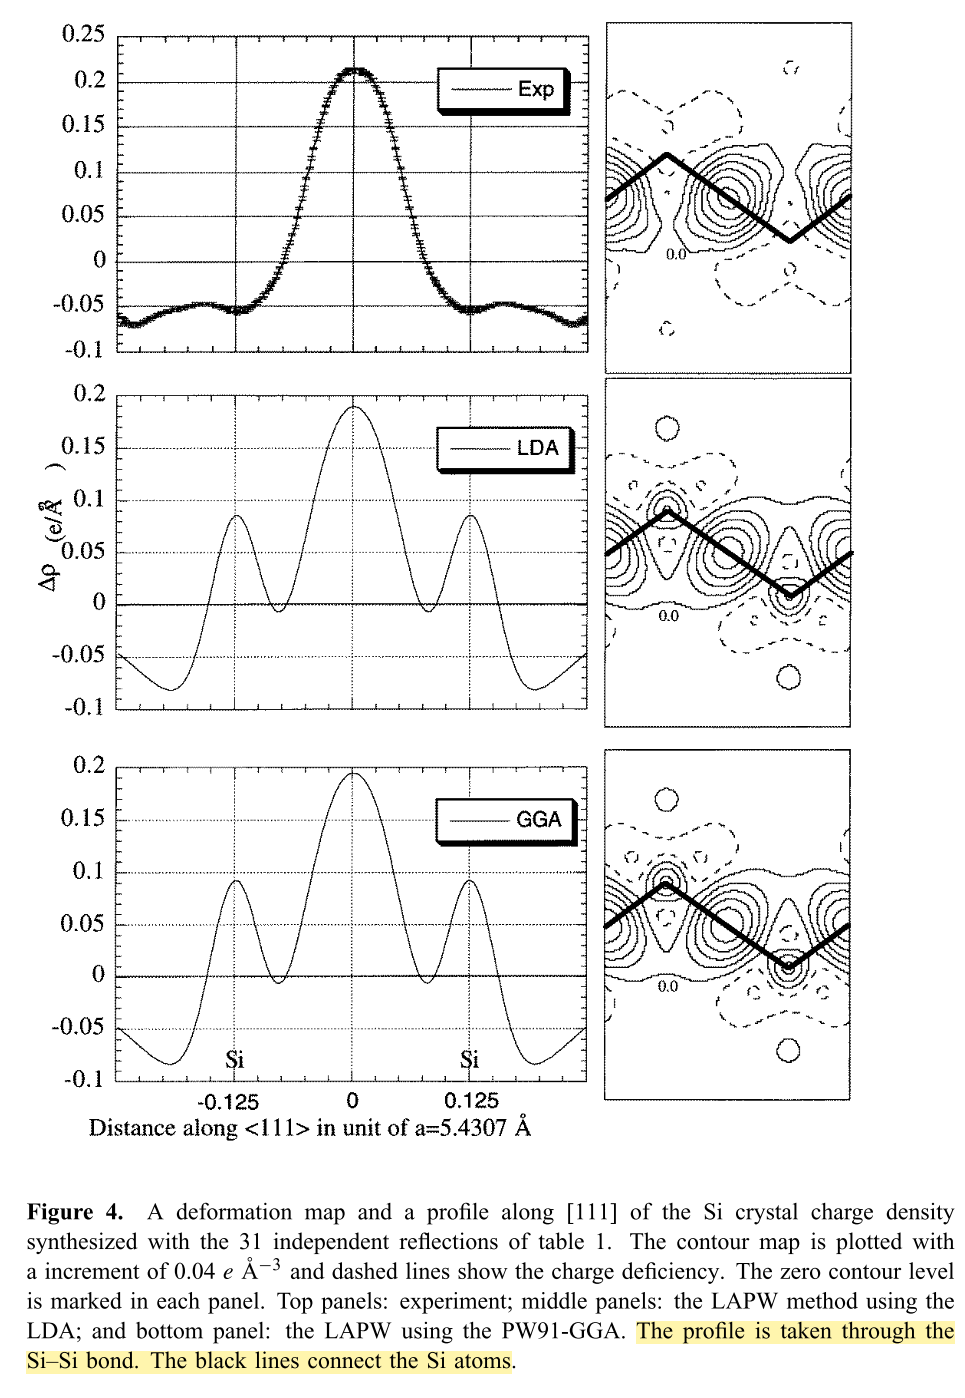 0.25
0.2
0.15
0.1
0.05
0
-0.05
-0.1
Exp
0.0
0.2
0.15
0.1
0.05
0
-0.05
-0.1
Δρ (e/Å )
LDA
0.0
0.2
0.15
0.1
0.05
0
-0.05
-0.1
GGA
Si
Si
0.0
-0.125 0 0.125
Distance along <111> in unit of a=5.4307 Å
Figure 4. A deformation map and a profile along [111] of the Si crystal charge density
synthesized with the 31 independent reflections of table 1. The contour map is plotted with
a increment of 0.04 e Å−3 and dashed lines show the charge deficiency. The zero contour level
is marked in each panel. Top panels: experiment; middle panels: the LAPW method using the
LDA; and bottom panel: the LAPW using the PW91-GGA. The profile is taken through the
Si–Si bond. The black lines connect the Si atoms.